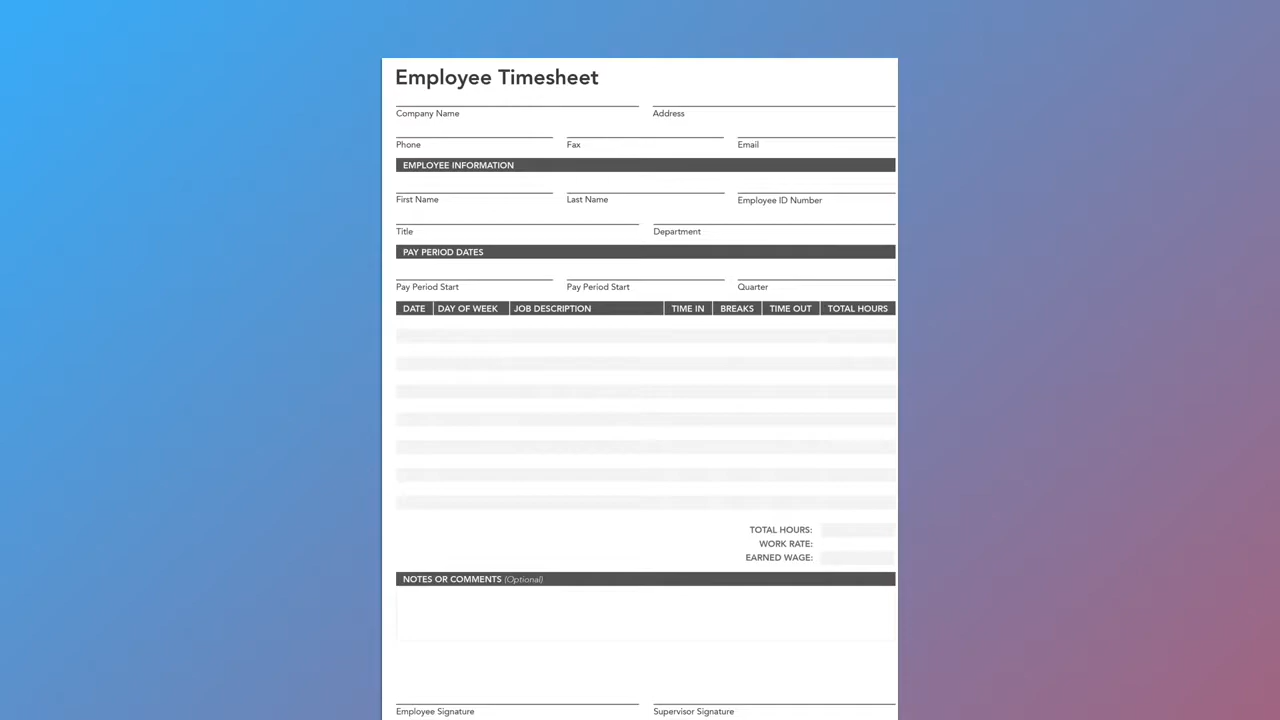 Employee Timesheet
Company Name Address
Phone Fax Email
EMPLOYEE INFORMATION
First Name Last Name Employee ID Number
Title Department
PAY PERIOD DATES
Pay Period Start Pay Period Start Quarter
DATE DAY OF WEEK JOB DESCRIPTION TIME IN BREAKS TIME OUT TOTAL HOURS
TOTAL HOURS:
WORK RATE:
EARNED WAGE:
NOTES OR COMMENTS (Optional)
Employee Signature Supervisor Signature